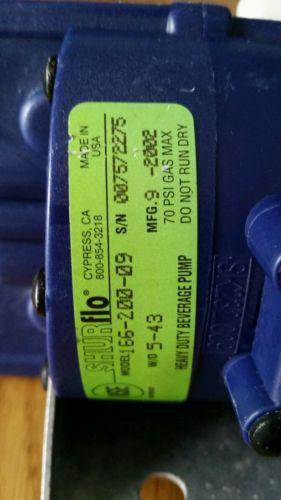 SHURflo®
CYPRESS, CA
800-854-3218
MADE IN
USA
MODEL 166-200-09
S/N 007572275
W/O 5-43
MFG. 9 -2002
70 PSI GAS MAX
HEAVY DUTY BEVERAGE PUMP
DO NOT RUN DRY
NSF